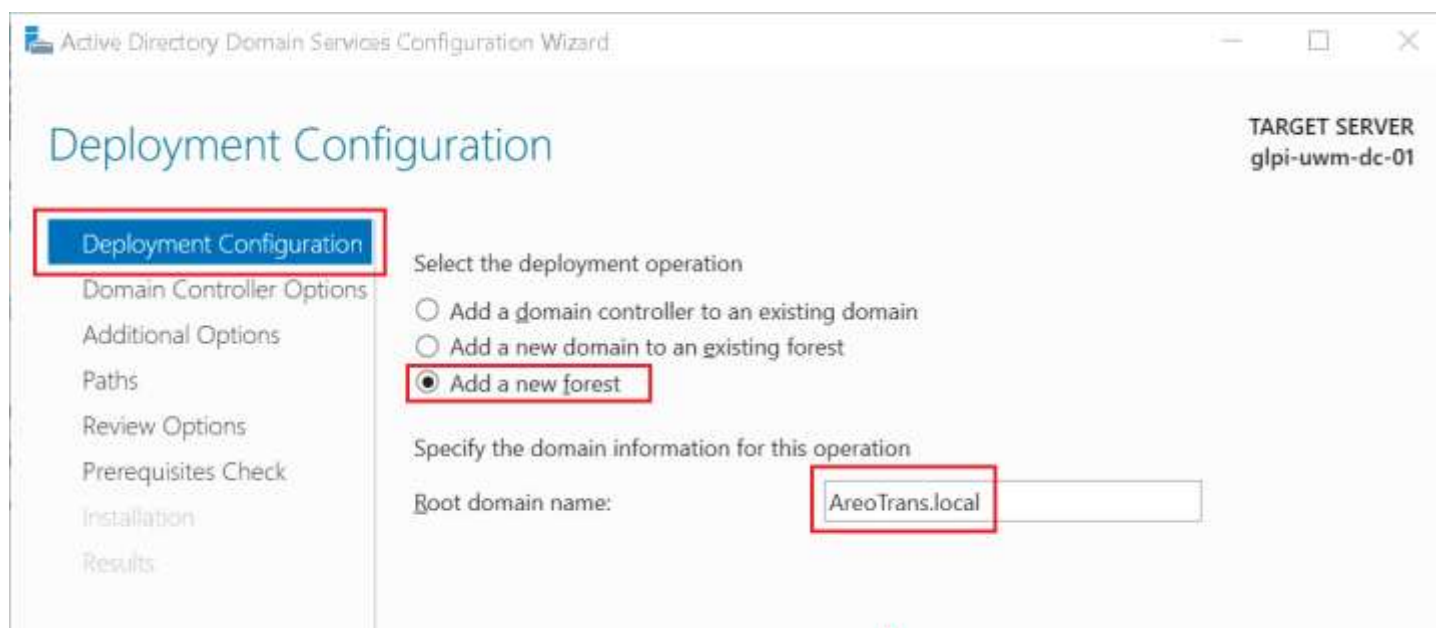 Active Directory Domain Services Configuration Wizard
Deployment Configuration
TARGET SERVER
glpi-uwm-dc-01
Deployment Configuration
Domain Controller Options
Additional Options
Paths
Review Options
Prerequisites Check
Installation
Results
Select the deployment operation
Add a domain controller to an existing domain
Add a new domain to an existing forest
Add a new forest
Specify the domain information for this operation
Root domain name:
AreoTrans.local